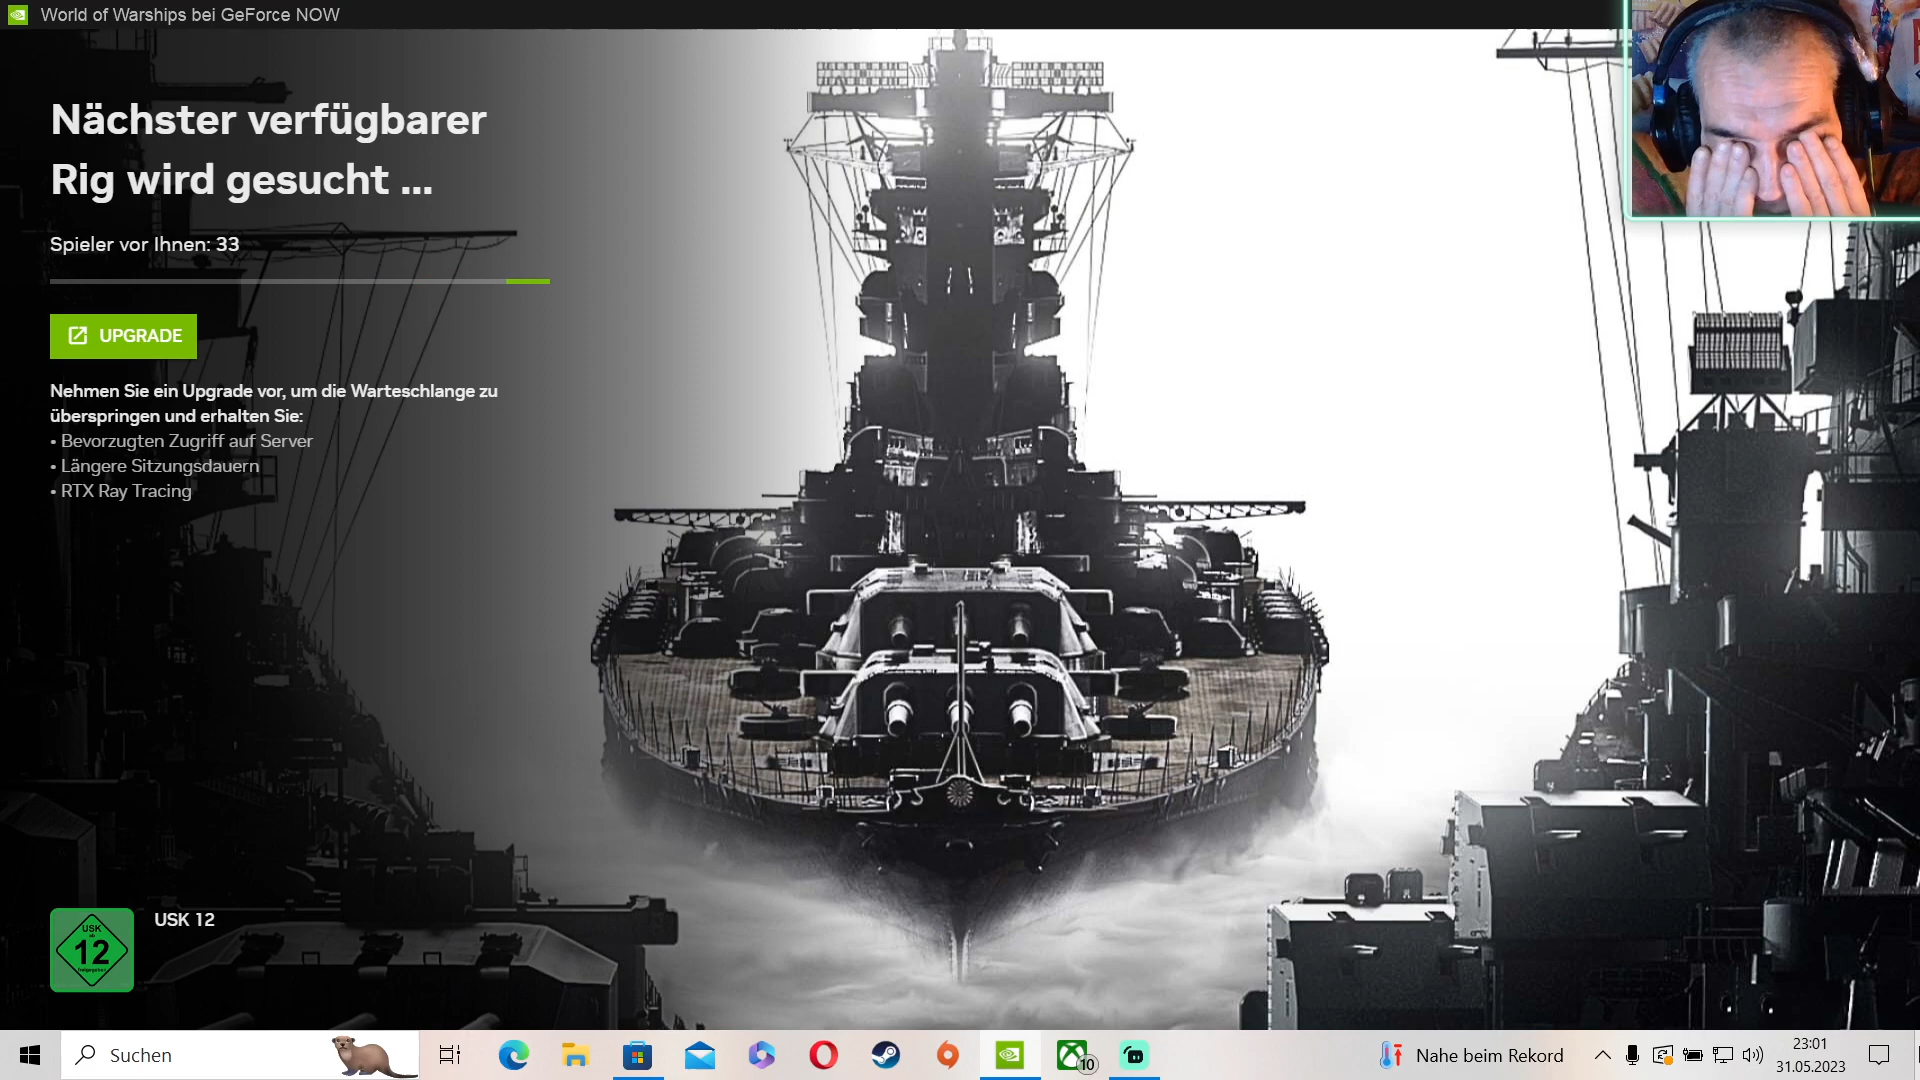 World of Warships bei GeForce NOW
Nächster verfügbarer
Rig wird gesucht ...
Spieler vor Ihnen: 33
UPGRADE
Nehmen Sie ein Upgrade vor, um die Warteschlange zu
überspringen und erhalten Sie:
• Bevorzugten Zugriff auf Server
• Längere Sitzungsdauern
• RTX Ray Tracing
USK
ab
12
freigegeben
USK 12
Suchen
10
Nahe beim Rekord
23:01
31.05.2023